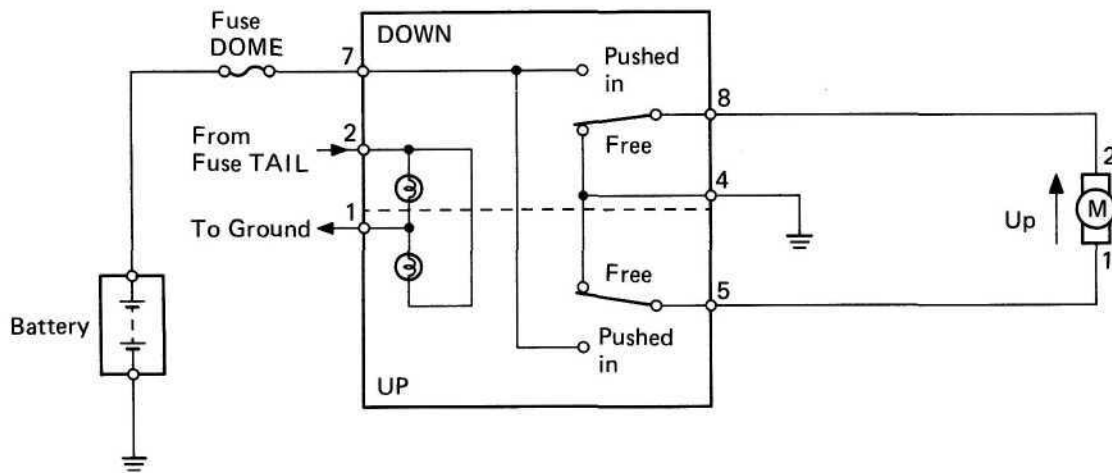 Fuse
DOME
7
DOWN
Pushed
in
8
From
Fuse TAIL
2
Free
4
2
1
To Ground
Up
M
1
Free
5
Battery
Pushed
in
UP